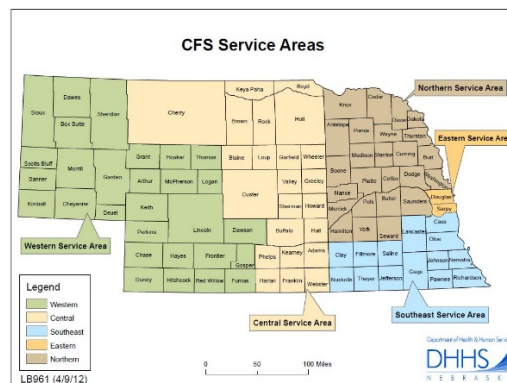 CFS Service Areas
Northern Service Area
Eastern Service Area
Western Service Area
Central Service Area
Southeast Service Area
Sioux
Dawes
Sheridan
Box Butte
Scotts Bluff
Morrill
Garden
Banner
Kimball
Cheyenne
Deuel
Cherry
Keya Paha
Boyd
Brown
Rock
Holt
Grant
Hooker
Thomas
Blaine
Loup
Garfield
Wheeler
Arthur
McPherson
Logan
Custer
Valley
Greeley
Keith
Lincoln
Sherman
Howard
Perkins
Dawson
Buffalo
Hall
Chase
Hayes
Frontier
Gosper
Phelps
Kearney
Adams
Dundy
Hitchcock
Red Willow
Furnas
Harlan
Franklin
Webster
Knox
Cedar
Dixon
Dakota
Antelope
Pierce
Wayne
Thurston
Madison
Stanton
Cuming
Burt
Boone
Platte
Colfax
Dodge
Washington
Nance
Merrick
Polk
Butler
Saunders
Douglas
Sarpy
Hamilton
York
Seward
Lancaster
Cass
Otoe
Clay
Fillmore
Saline
Gage
Johnson
Nemaha
Nuckolls
Thayer
Jefferson
Pawnee
Richardson
Legend
Western
Central
Southeast
Eastern
Northern
LB961 (4/9/12)
0 50 100 Miles
Department of Health & Human Services
DHHS
NEBRASKA